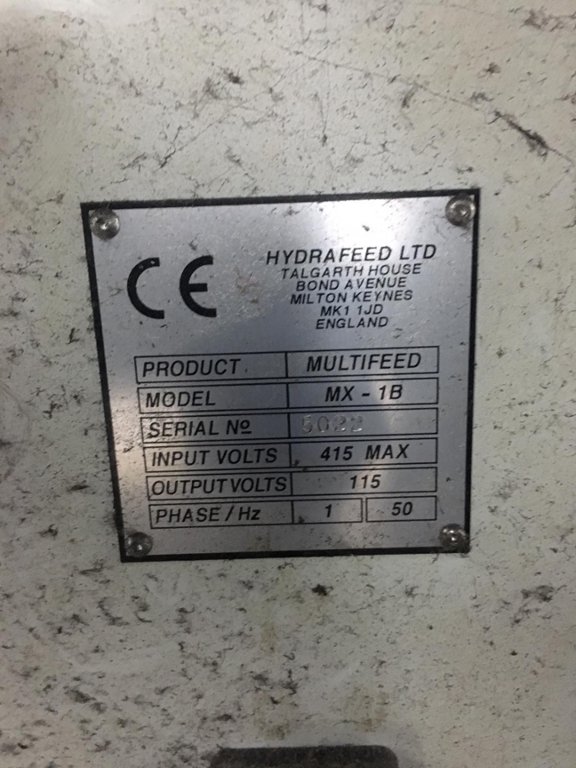 CE
HYDRAFEED LTD
TALGARTH HOUSE
BOND AVENUE
MILTON KEYNES
MK1 1JD
ENGLAND
PRODUCT MULTIFEED
MODEL MX - 1B
SERIAL Nº 5022
INPUT VOLTS 415 MAX
OUTPUT VOLTS 115
PHASE / Hz 1 50